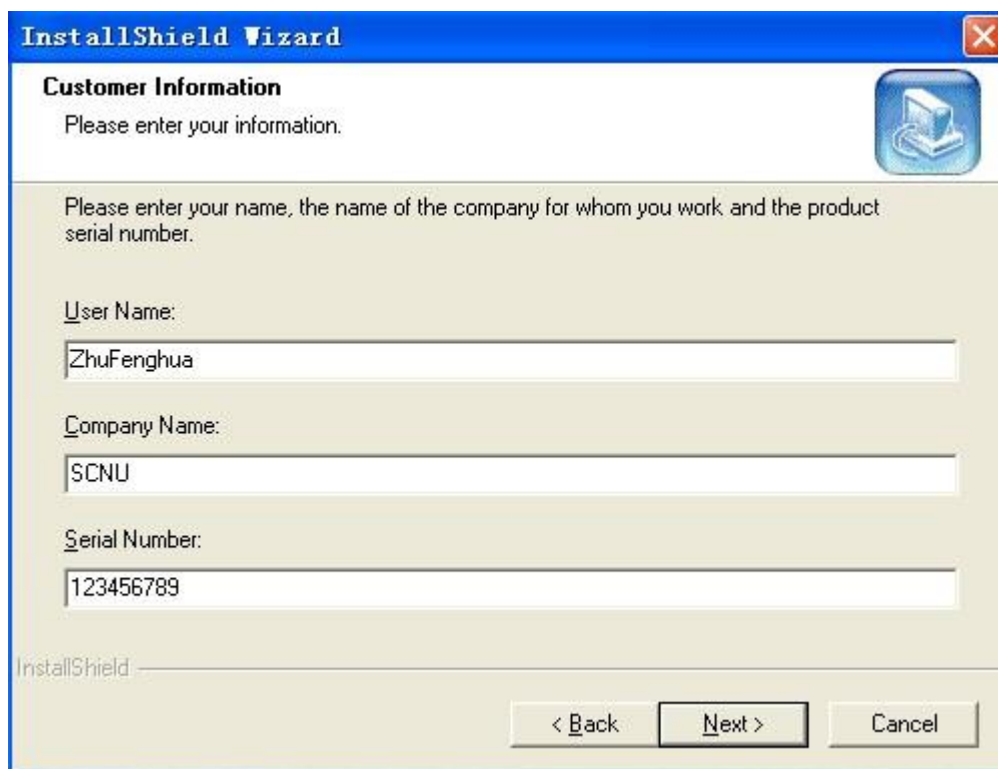 InstallShield Wizard
Customer Information
Please enter your information.
Please enter your name, the name of the company for whom you work and the product
serial number.
User Name:
ZhuFenghua
Company Name:
SCNU
Serial Number:
123456789
InstallShield
< Back Next > Cancel